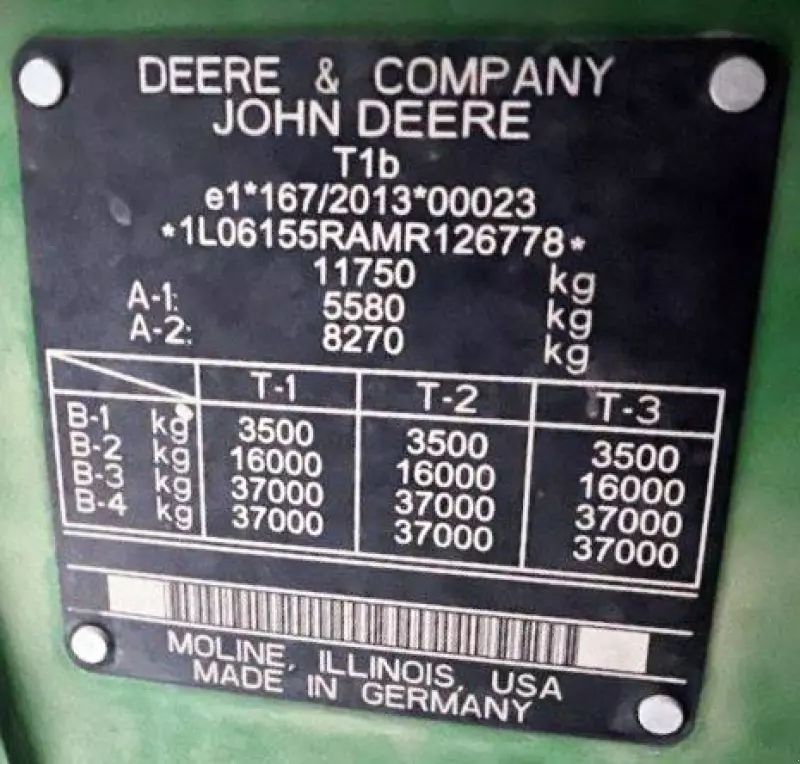 DEERE & COMPANY
JOHN DEERE
T1b
e1*167/2013*00023
*1L06155RAMR126778*
11750 kg
A-1: 5580 kg
A-2: 8270 kg
T-1 T-2 T-3
B-1 kg 3500 3500 3500
B-2 kg 16000 16000 16000
B-3 kg 37000 37000 37000
B-4 kg 37000 37000 37000
MOLINE, ILLINOIS, USA
MADE IN GERMANY